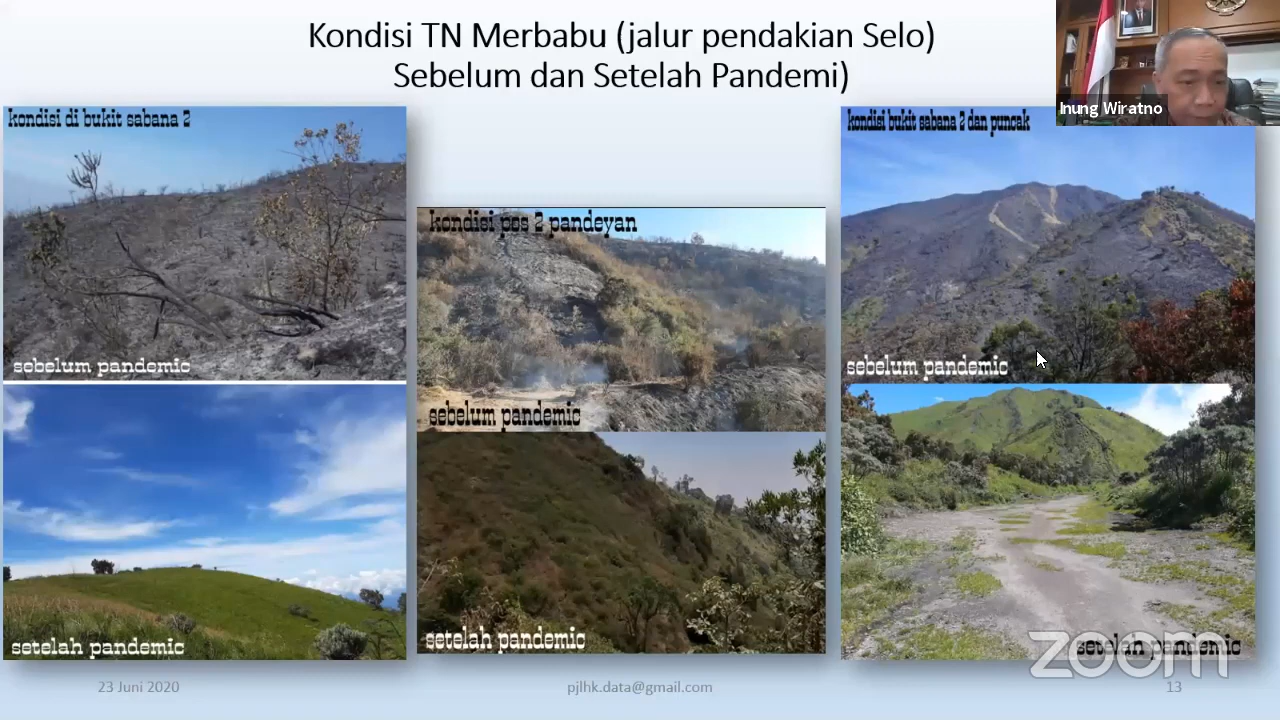 Kondisi TN Merbabu (jalur pendakian Selo)
Sebelum dan Setelah Pandemi)
Inung Wiratno
kondisi di bukit sabana 2
sebelum pandemic
setelah pandemic
kondisi pos 2 pandeyan
sebelum pandemic
setelah pandemic
kondisi bukit sabana 2 dan puncak
sebelum pandemic
setelah pandemic
zoom
23 Juni 2020
pjlhk.data@gmail.com
13